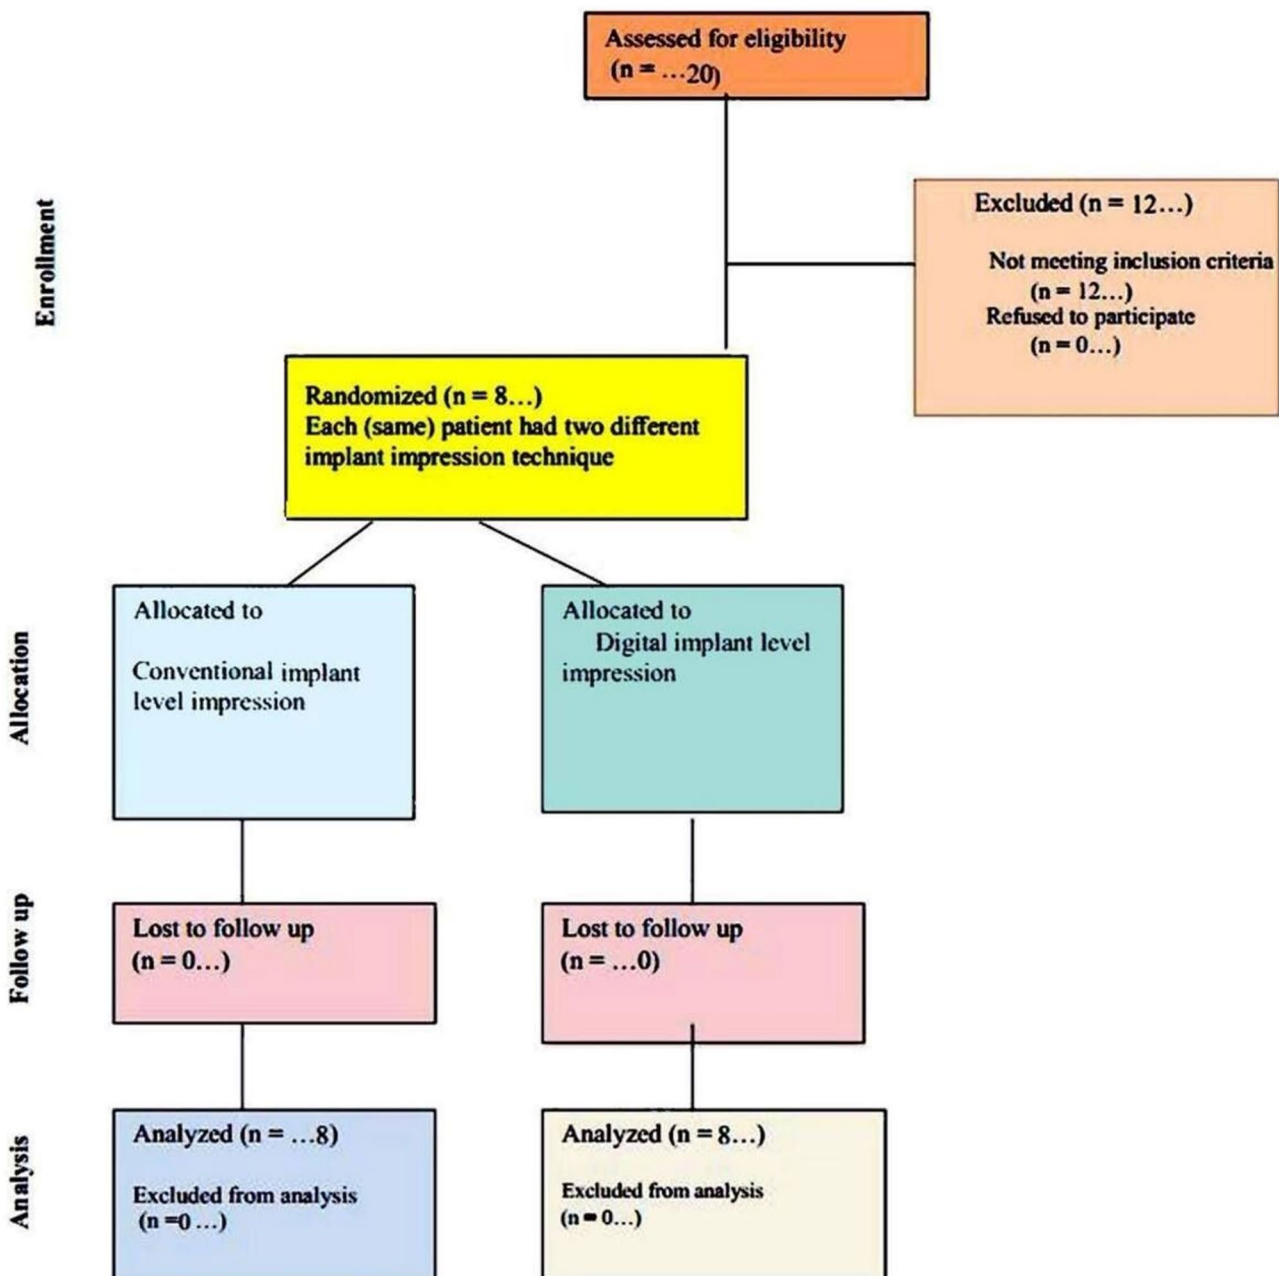 Assessed for eligibility
(n = ...20)
Enrollment
Excluded (n = 12...)
Not meeting inclusion criteria
(n = 12...)
Refused to participate
(n = 0...)
Randomized (n = 8...)
Each (same) patient had two different
implant impression technique
Allocation
Allocated to
Conventional implant
level impression
Allocated to
Digital implant level
impression
Follow up
Lost to follow up
(n = 0...)
Lost to follow up
(n = ...0)
Analysis
Analyzed (n = ...8)
Excluded from analysis
(n =0 ...)
Analyzed (n = 8...)
Excluded from analysis
(n = 0...)